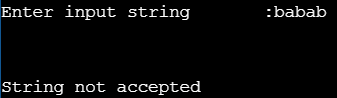 Enter input string :babab
String not accepted